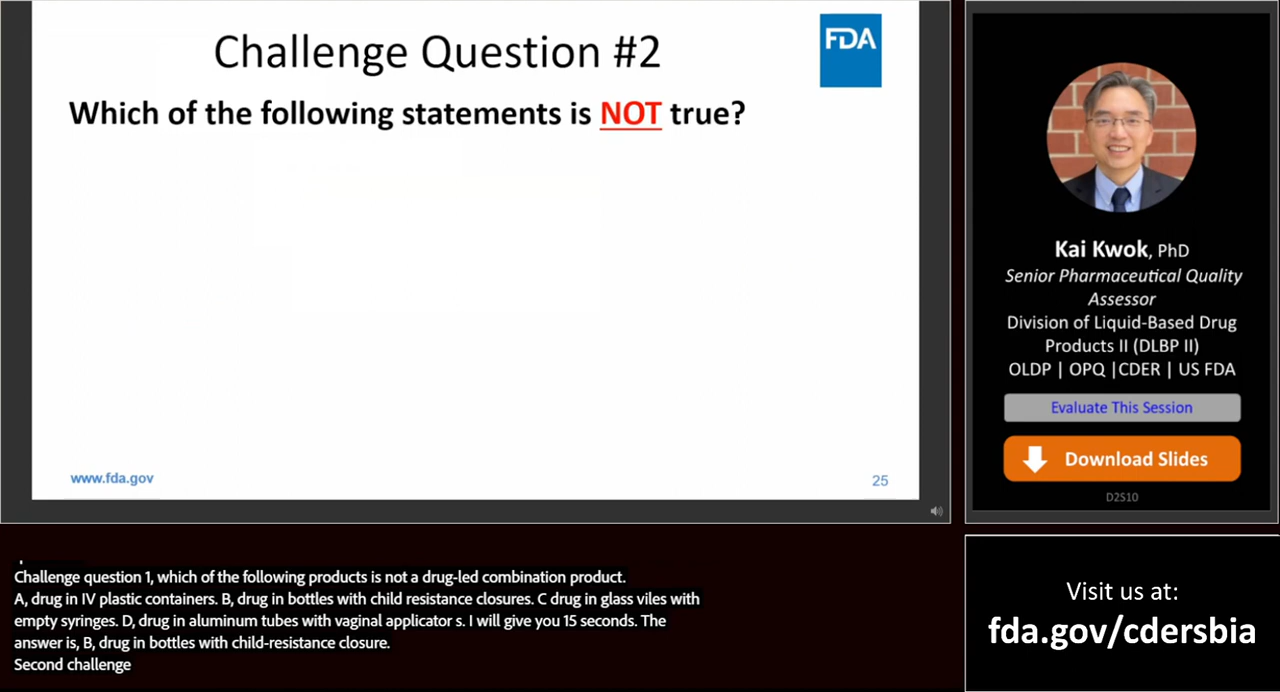 Challenge Question #2
FDA
Which of the following statements is NOT true?
www.fda.gov
25
Kai Kwok, PhD
Senior Pharmaceutical Quality
Assessor
Division of Liquid-Based Drug
Products II (DLBP II)
OLDP | OPQ |CDER | US FDA
Evaluate This Session
Download Slides
D2S10
Challenge question 1, which of the following products is not a drug-led combination product.
A, drug in IV plastic containers. B, drug in bottles with child resistance closures. C drug in glass viles with
empty syringes. D, drug in aluminum tubes with vaginal applicator s. I will give you 15 seconds. The
answer is, B, drug in bottles with child-resistance closure.
Second challenge
Visit us at:
fda.gov/cdersbia